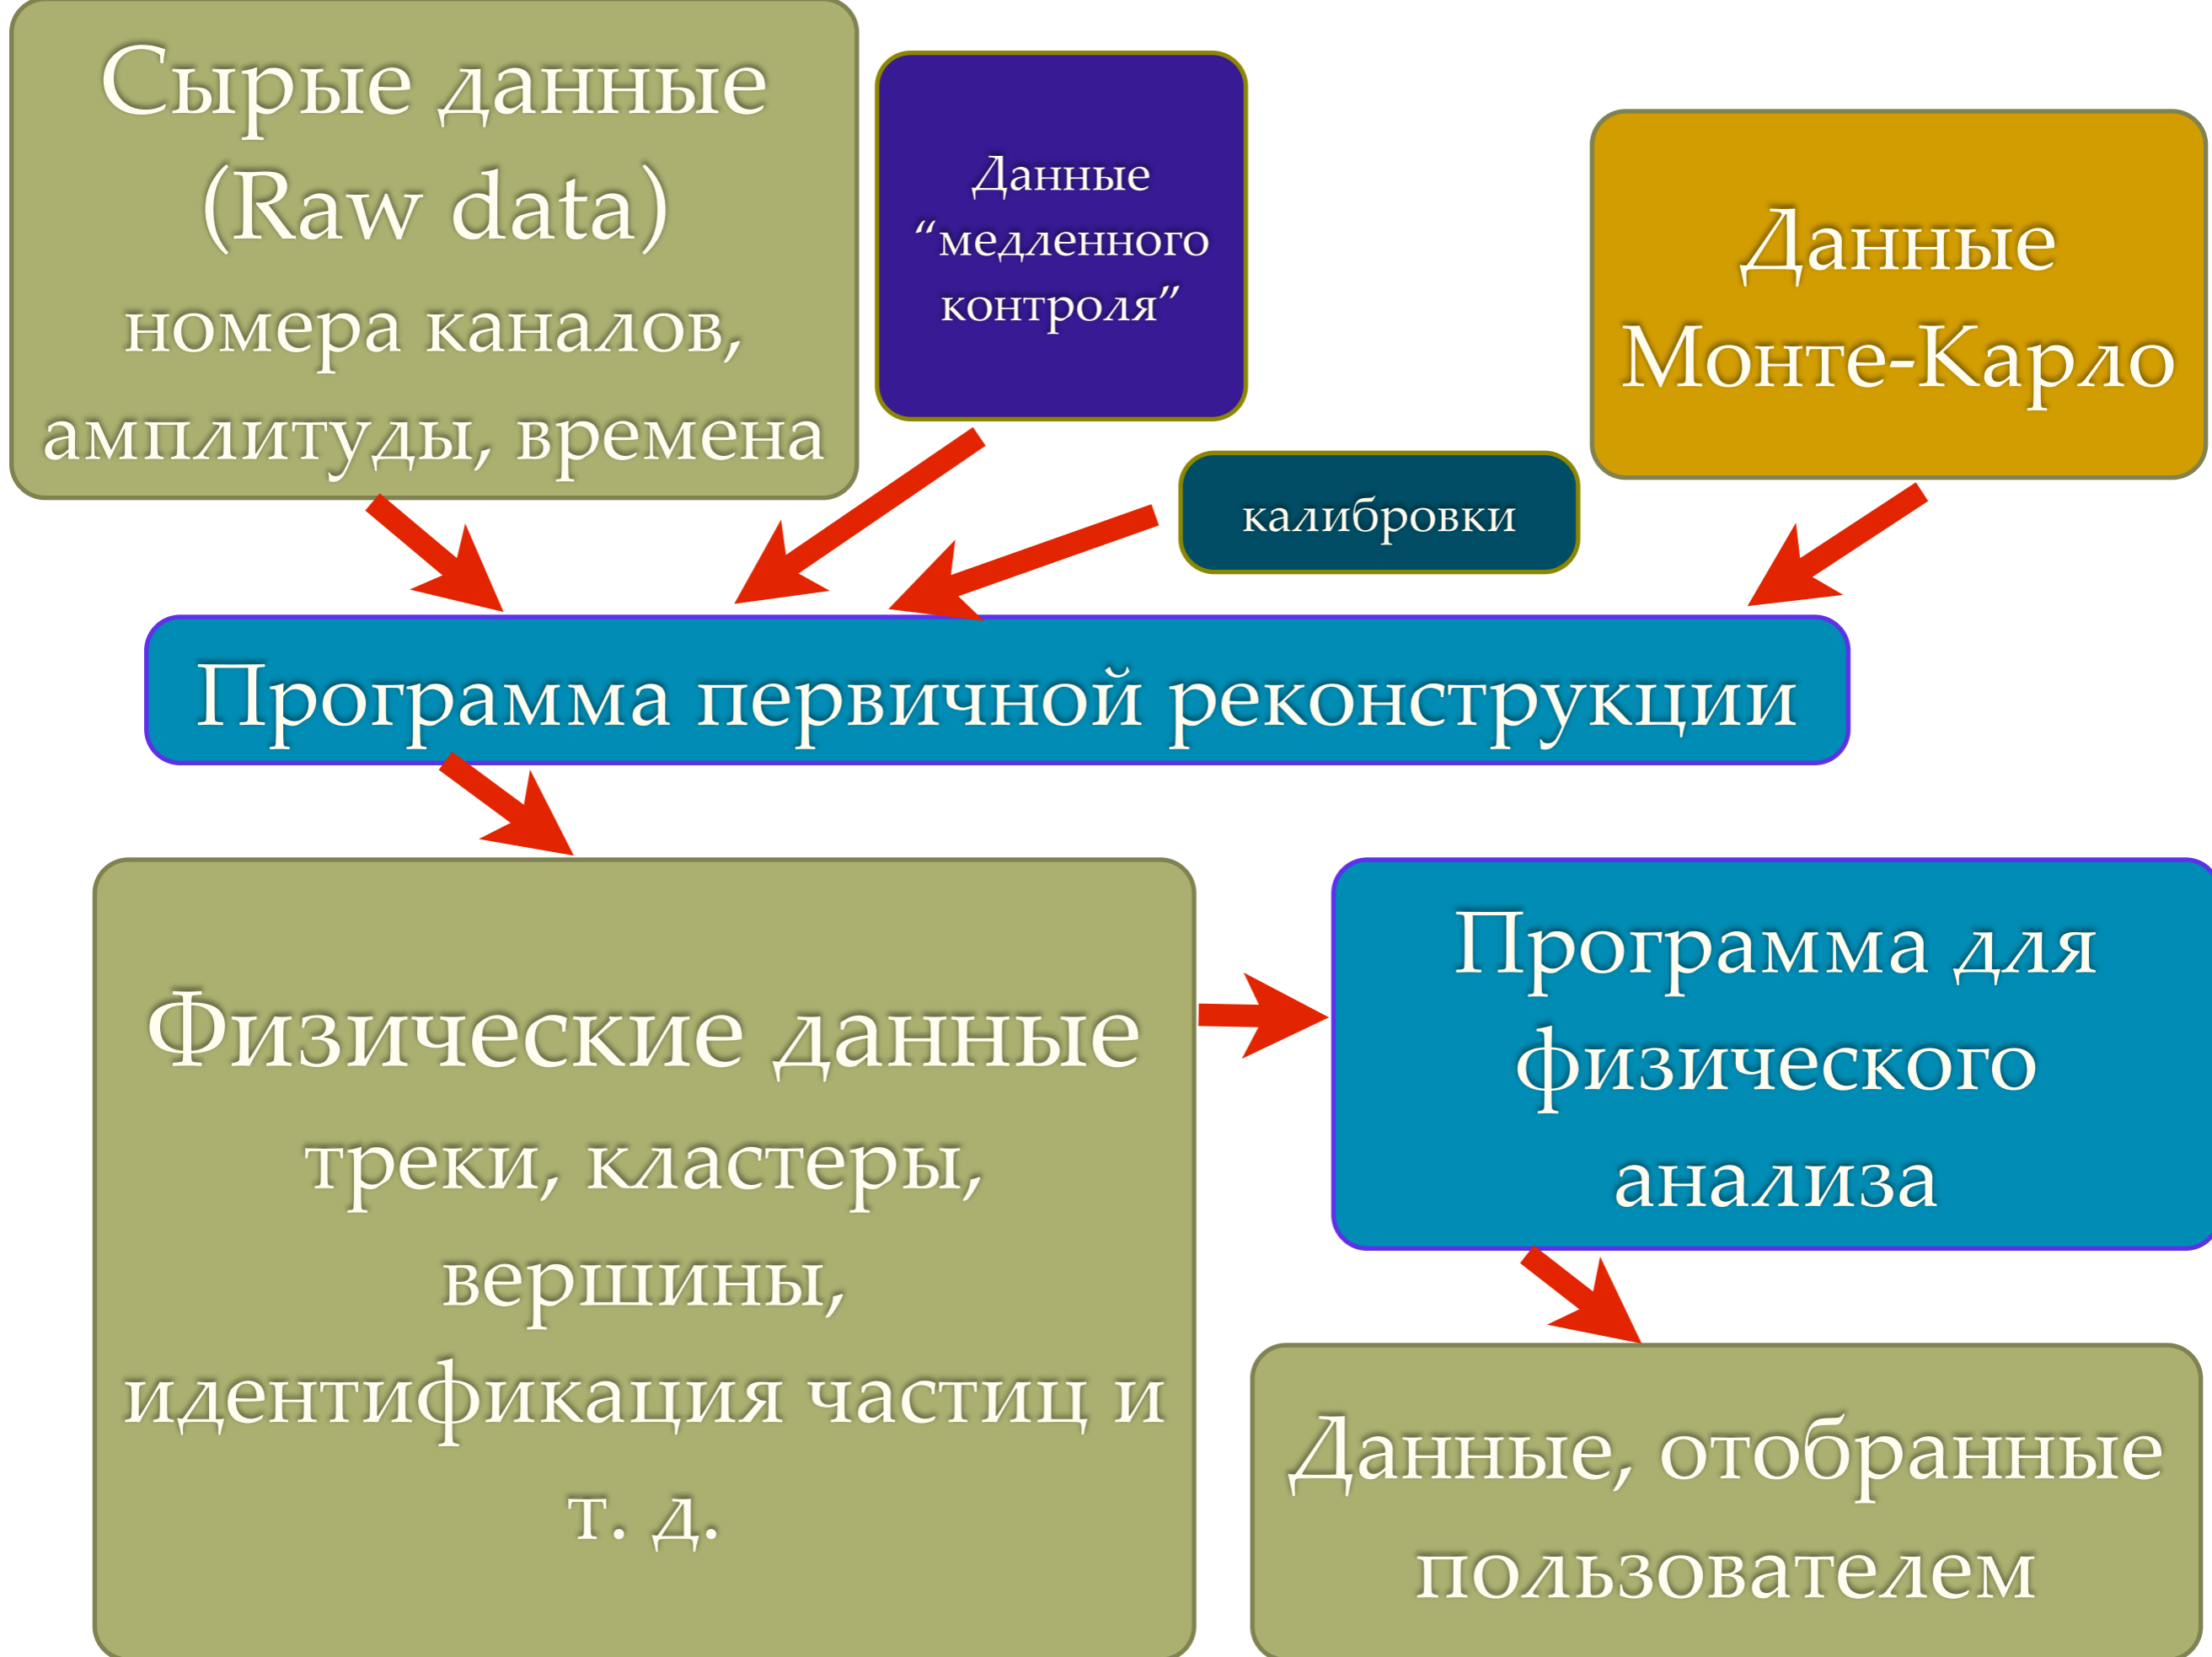 Сырые данные
(Raw data)
номера каналов,
амплитуды, времена
Данные
“медленного
контроля”
Данные
Монте-Карло
калибровки
Программа первичной реконструкции
Физические данные
треки, кластеры,
вершины,
идентификация частиц и
т. д.
Программа для
физического
анализа
Данные, отобранные
пользователем